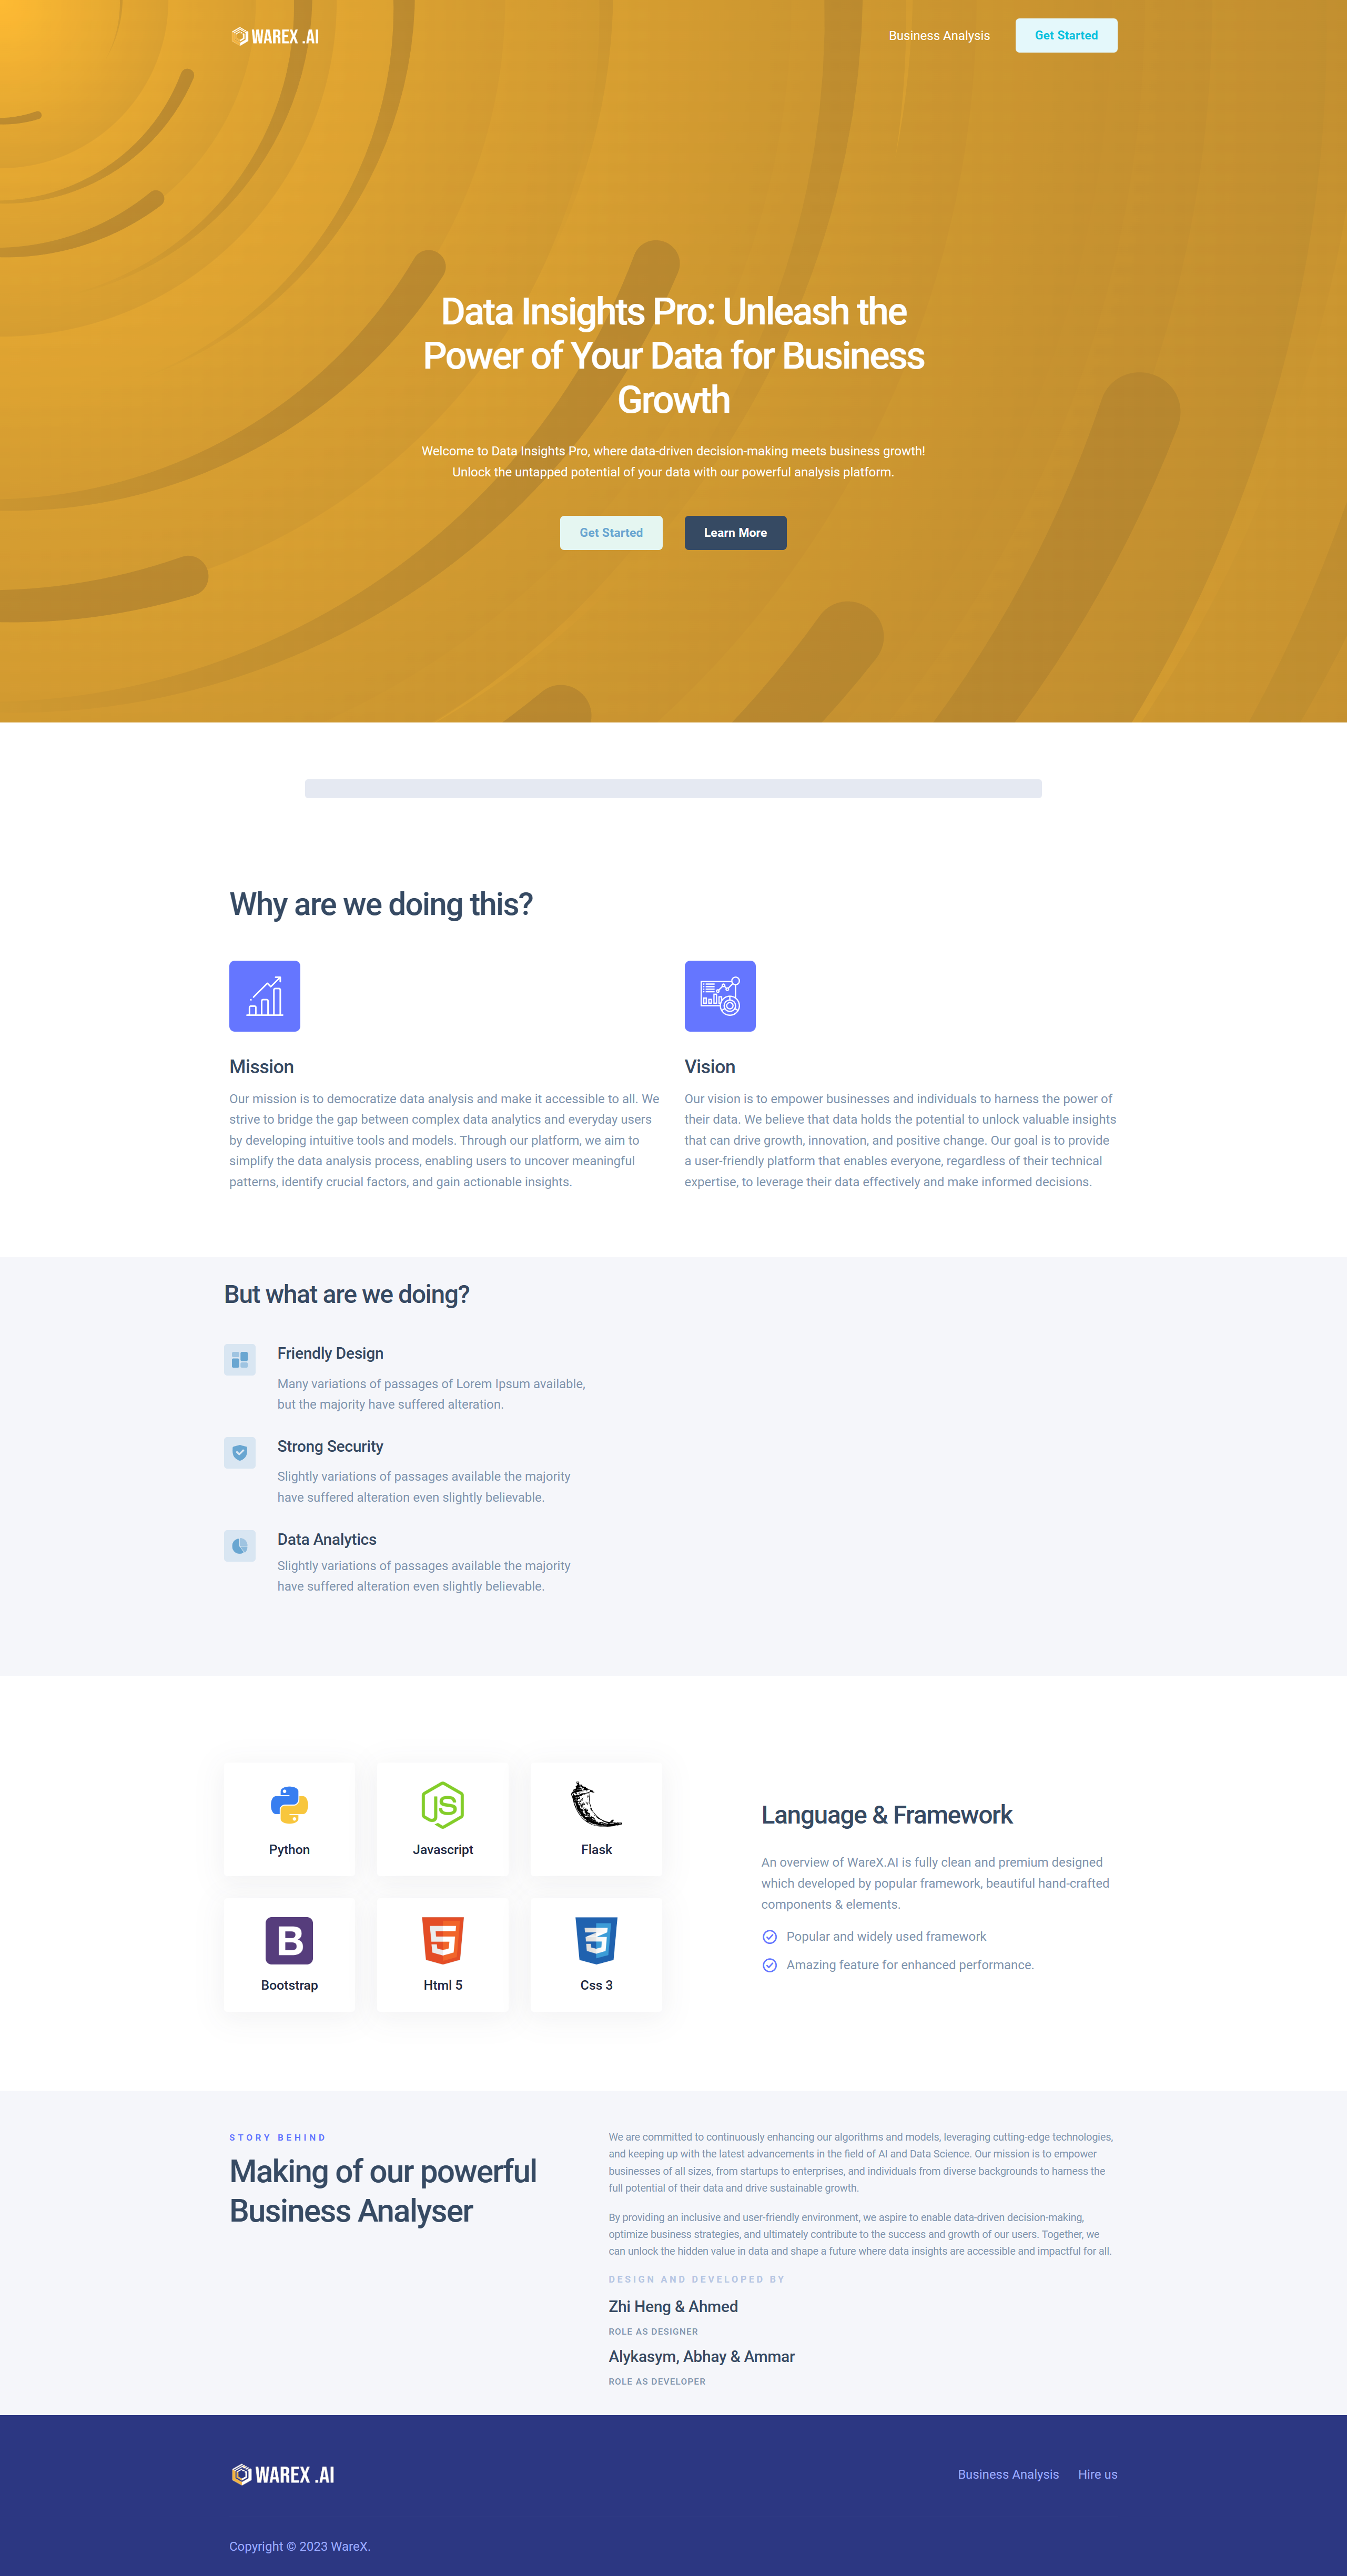 WAREX .AI
Business Analysis
Get Started
Data Insights Pro: Unleash the
Power of Your Data for Business
Growth
Welcome to Data Insights Pro, where data-driven decision-making meets business growth!
Unlock the untapped potential of your data with our powerful analysis platform.
Get Started
Learn More
Why are we doing this?
Mission
Our mission is to democratize data analysis and make it accessible to all. We
strive to bridge the gap between complex data analytics and everyday users
by developing intuitive tools and models. Through our platform, we aim to
simplify the data analysis process, enabling users to uncover meaningful
patterns, identify crucial factors, and gain actionable insights.
Vision
Our vision is to empower businesses and individuals to harness the power of
their data. We believe that data holds the potential to unlock valuable insights
that can drive growth, innovation, and positive change. Our goal is to provide
a user-friendly platform that enables everyone, regardless of their technical
expertise, to leverage their data effectively and make informed decisions.
But what are we doing?
Friendly Design
Many variations of passages of Lorem Ipsum available,
but the majority have suffered alteration.
Strong Security
Slightly variations of passages available the majority
have suffered alteration even slightly believable.
Data Analytics
Slightly variations of passages available the majority
have suffered alteration even slightly believable.
Python
JS
Javascript
Flask
B
Bootstrap
5
Html 5
3
Css 3
Language & Framework
An overview of WareX.AI is fully clean and premium designed
which developed by popular framework, beautiful hand-crafted
components & elements.
Popular and widely used framework
Amazing feature for enhanced performance.
STORY BEHIND
Making of our powerful
Business Analyser
We are committed to continuously enhancing our algorithms and models, leveraging cutting-edge technologies,
and keeping up with the latest advancements in the field of AI and Data Science. Our mission is to empower
businesses of all sizes, from startups to enterprises, and individuals from diverse backgrounds to harness the
full potential of their data and drive sustainable growth.
By providing an inclusive and user-friendly environment, we aspire to enable data-driven decision-making,
optimize business strategies, and ultimately contribute to the success and growth of our users. Together, we
can unlock the hidden value in data and shape a future where data insights are accessible and impactful for all.
DESIGN AND DEVELOPED BY
Zhi Heng & Ahmed
ROLE AS DESIGNER
Alykasym, Abhay & Ammar
ROLE AS DEVELOPER
WAREX .AI
Business Analysis
Hire us
Copyright © 2023 WareX.